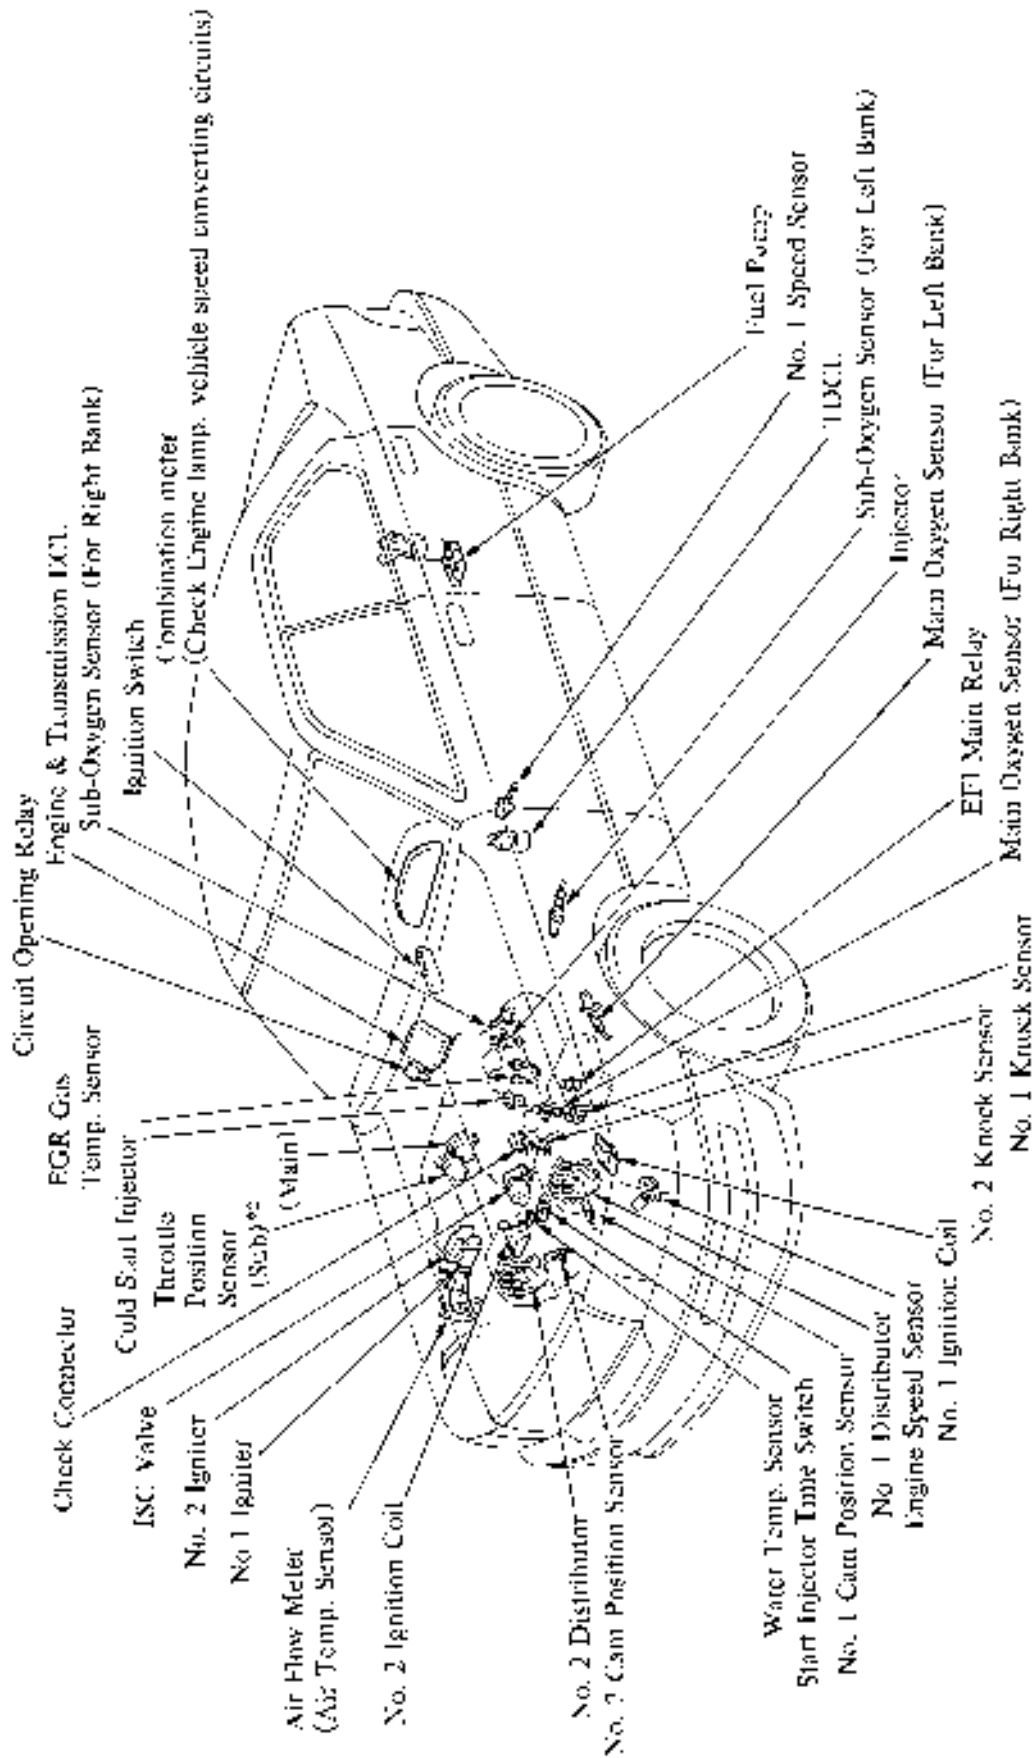 Check Connector
ISC Valve
No. 2 Igniter
No 1 Igniter
Air Flow Meter
(Air Temp. Sensor)
No. 2 Ignition Coil
No. 2 Distributor
No. 2 Cam Position Sensor
Cold Start Injector
Throttle
Position
Sensor
(Sub)
(Main)
EGR Gas
Temp. Sensor
Circuit Opening Relay
Engine & Transmission ECU
Sub-Oxygen Sensor (For Right Bank)
Ignition Switch
Combination meter
(Check Engine lamp. vehicle speed converting circuits)
Fuel Pump
No. 1 Speed Sensor
TDCL
Sub-Oxygen Sensor (For Left Bank)
Injector
Main Oxygen Sensor (For Left Bank)
EFI Main Relay
Main Oxygen Sensor (For Right Bank)
No. 2 Knock Sensor
No. 1 Knock Sensor
Water Temp. Sensor
Start Injector Time Switch
No. 1 Cam Position Sensor
No 1 Distributor
Engine Speed Sensor
No. 1 Ignition Coil